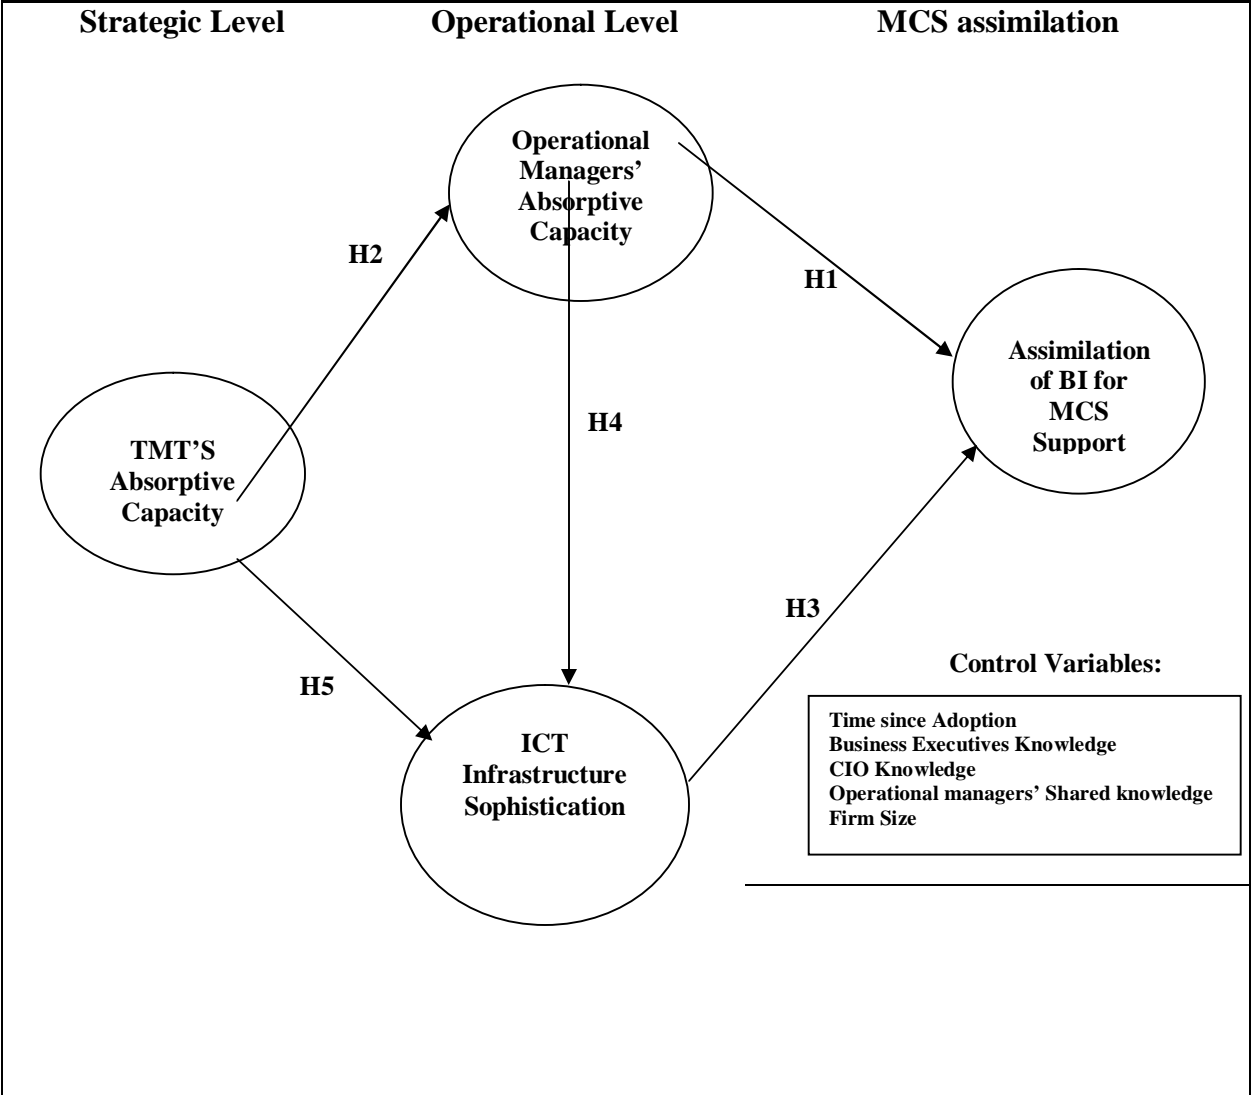 Strategic Level
Operational Level
MCS assimilation
Operational
Managers’
Absorptive
Capacity
H2
H1
Assimilation
of BI for
MCS
Support
H4
TMT’S
Absorptive
Capacity
H3
H5
Control Variables:
ICT
Infrastructure
Sophistication
Time since Adoption
Business Executives Knowledge
CIO Knowledge
Operational managers’ Shared knowledge
Firm Size